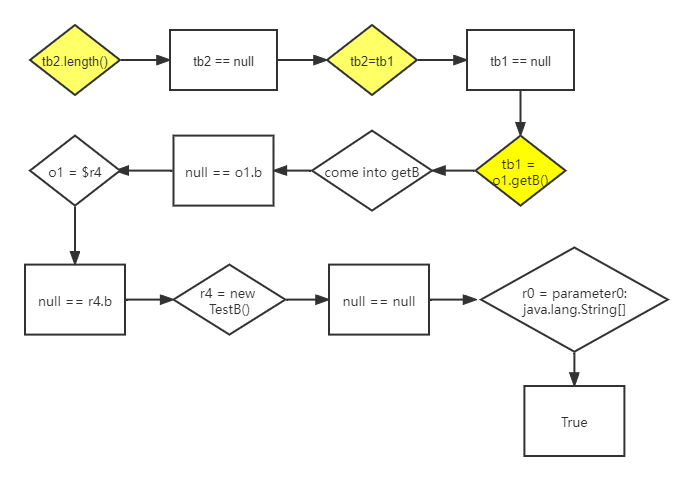 tb2.length()
tb2 == null
tb2=tb1
tb1 == null
tb1 =
o1.getB()
come into getB
null == o1.b
o1 = $r4
null == r4.b
r4 = new
TestB()
null == null
r0 = parameter0:
java.lang.String[]
True